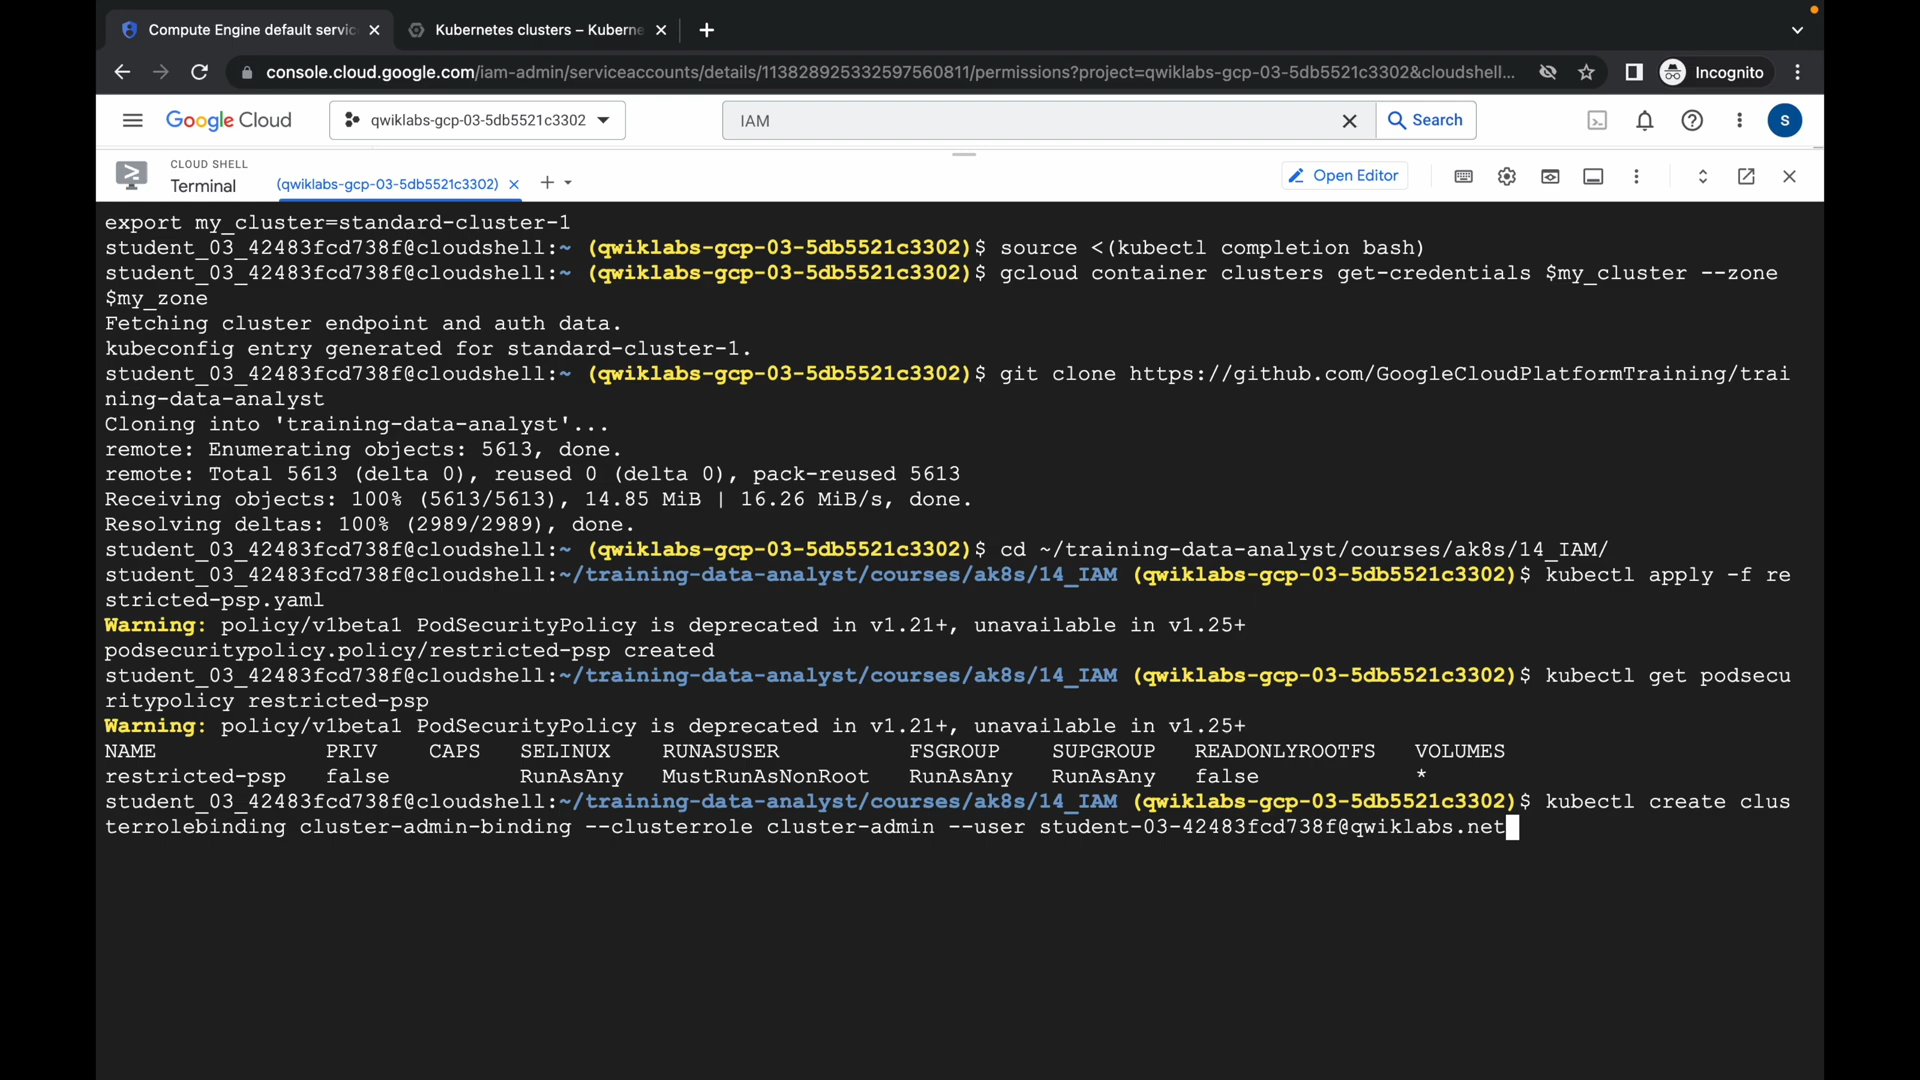 Compute Engine default servic
Kubernetes clusters – Kuberne
console.cloud.google.com/iam-admin/serviceaccounts/details/113828925332597560811/permissions?project=qwiklabs-gcp-03-5db5521c3302&cloudshell...
Incognito
Google Cloud
qwiklabs-gcp-03-5db5521c3302
IAM
Search
S
CLOUD SHELL
Terminal
(qwiklabs-gcp-03-5db5521c3302)
Open Editor
export my_cluster=standard-cluster-1
student_03_42483fcd738f@cloudshell:~ (qwiklabs-gcp-03-5db5521c3302)$ source <(kubectl completion bash)
student_03_42483fcd738f@cloudshell:~ (qwiklabs-gcp-03-5db5521c3302)$ gcloud container clusters get-credentials $my_cluster --zone
$my_zone
Fetching cluster endpoint and auth data.
kubeconfig entry generated for standard-cluster-1.
student_03_42483fcd738f@cloudshell:~ (qwiklabs-gcp-03-5db5521c3302)$ git clone https://github.com/GoogleCloudPlatformTraining/trai
ning-data-analyst
Cloning into 'training-data-analyst'...
remote: Enumerating objects: 5613, done.
remote: Total 5613 (delta 0), reused 0 (delta 0), pack-reused 5613
Receiving objects: 100% (5613/5613), 14.85 MiB | 16.26 MiB/s, done.
Resolving deltas: 100% (2989/2989), done.
student_03_42483fcd738f@cloudshell:~ (qwiklabs-gcp-03-5db5521c3302)$ cd ~/training-data-analyst/courses/ak8s/14_IAM/
student_03_42483fcd738f@cloudshell:~/training-data-analyst/courses/ak8s/14_IAM (qwiklabs-gcp-03-5db5521c3302)$ kubectl apply -f re
stricted-psp.yaml
Warning: policy/v1beta1 PodSecurityPolicy is deprecated in v1.21+, unavailable in v1.25+
podsecuritypolicy.policy/restricted-psp created
student_03_42483fcd738f@cloudshell:~/training-data-analyst/courses/ak8s/14_IAM (qwiklabs-gcp-03-5db5521c3302)$ kubectl get podsecu
ritypolicy restricted-psp
Warning: policy/v1beta1 PodSecurityPolicy is deprecated in v1.21+, unavailable in v1.25+
NAME PRIV CAPS SELINUX RUNASUSER FSGROUP SUPGROUP READONLYROOTFS VOLUMES
restricted-psp false RunAsAny MustRunAsNonRoot RunAsAny RunAsAny false *
student_03_42483fcd738f@cloudshell:~/training-data-analyst/courses/ak8s/14_IAM (qwiklabs-gcp-03-5db5521c3302)$ kubectl create clus
terrolebinding cluster-admin-binding --clusterrole cluster-admin --user student-03-42483fcd738f@qwiklabs.net